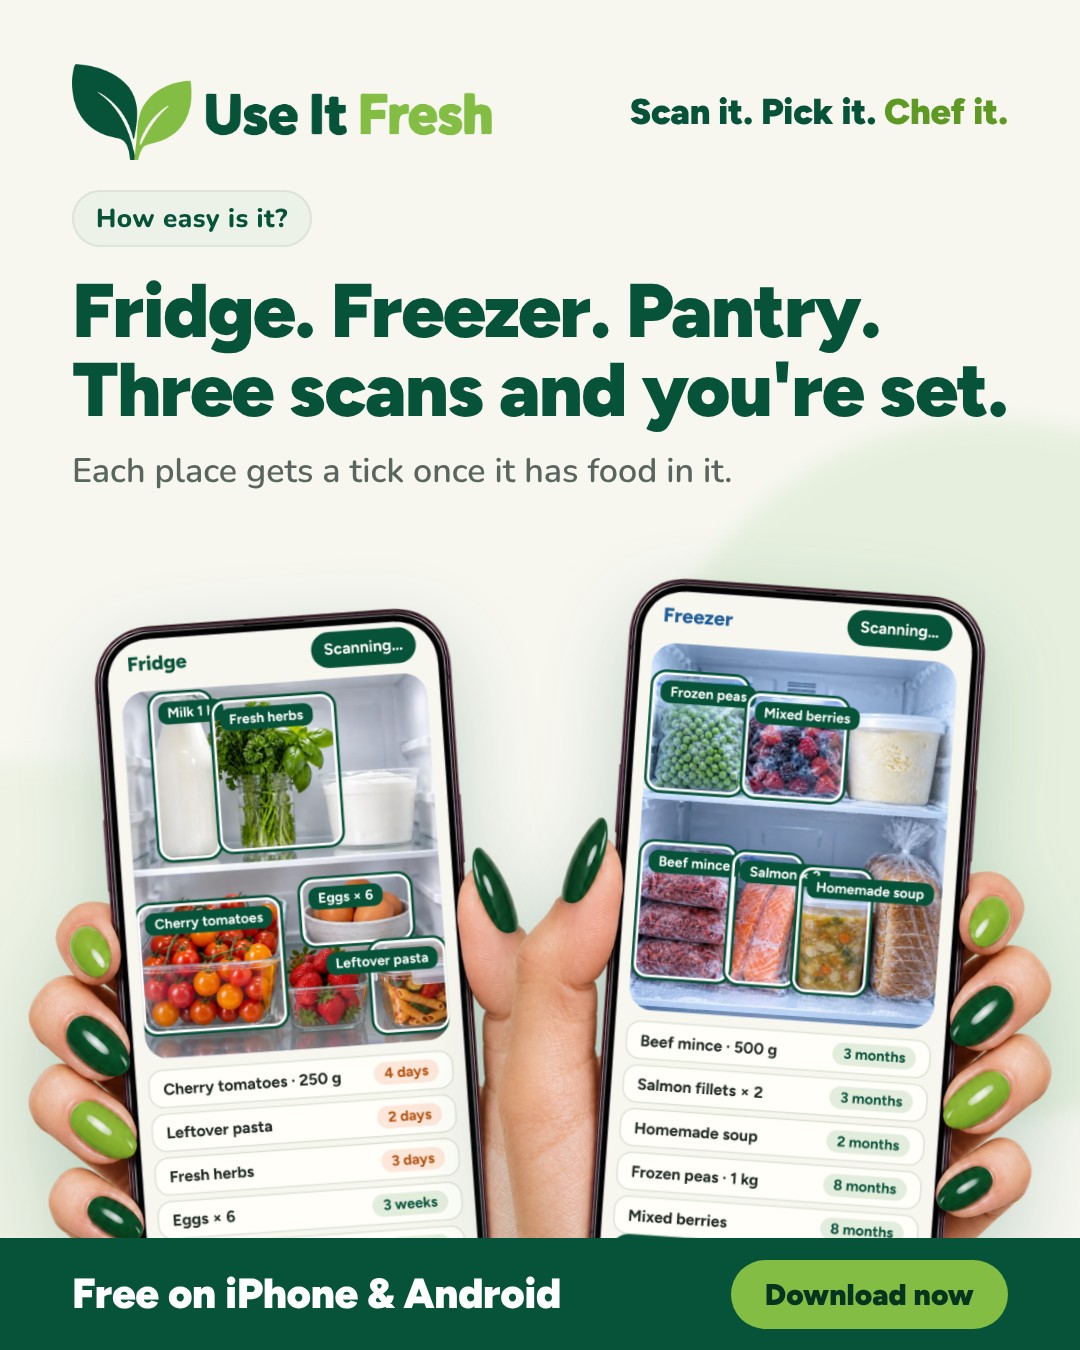 Use It Fresh
Scan it. Pick it. Chef it.
How easy is it?
Fridge. Freezer. Pantry.
Three scans and you're set.
Each place gets a tick once it has food in it.
Fridge
Scanning...
Milk 1 l
Fresh herbs
Eggs × 6
Cherry tomatoes
Leftover pasta
Cherry tomatoes · 250 g
4 days
Leftover pasta
2 days
Fresh herbs
3 days
Eggs × 6
3 weeks
Freezer
Scanning...
Frozen peas
Mixed berries
Beef mince
Salmon × 2
Homemade soup
Beef mince · 500 g
3 months
Salmon fillets × 2
3 months
Homemade soup
2 months
Frozen peas · 1 kg
8 months
Mixed berries
8 months
Free on iPhone & Android
Download now